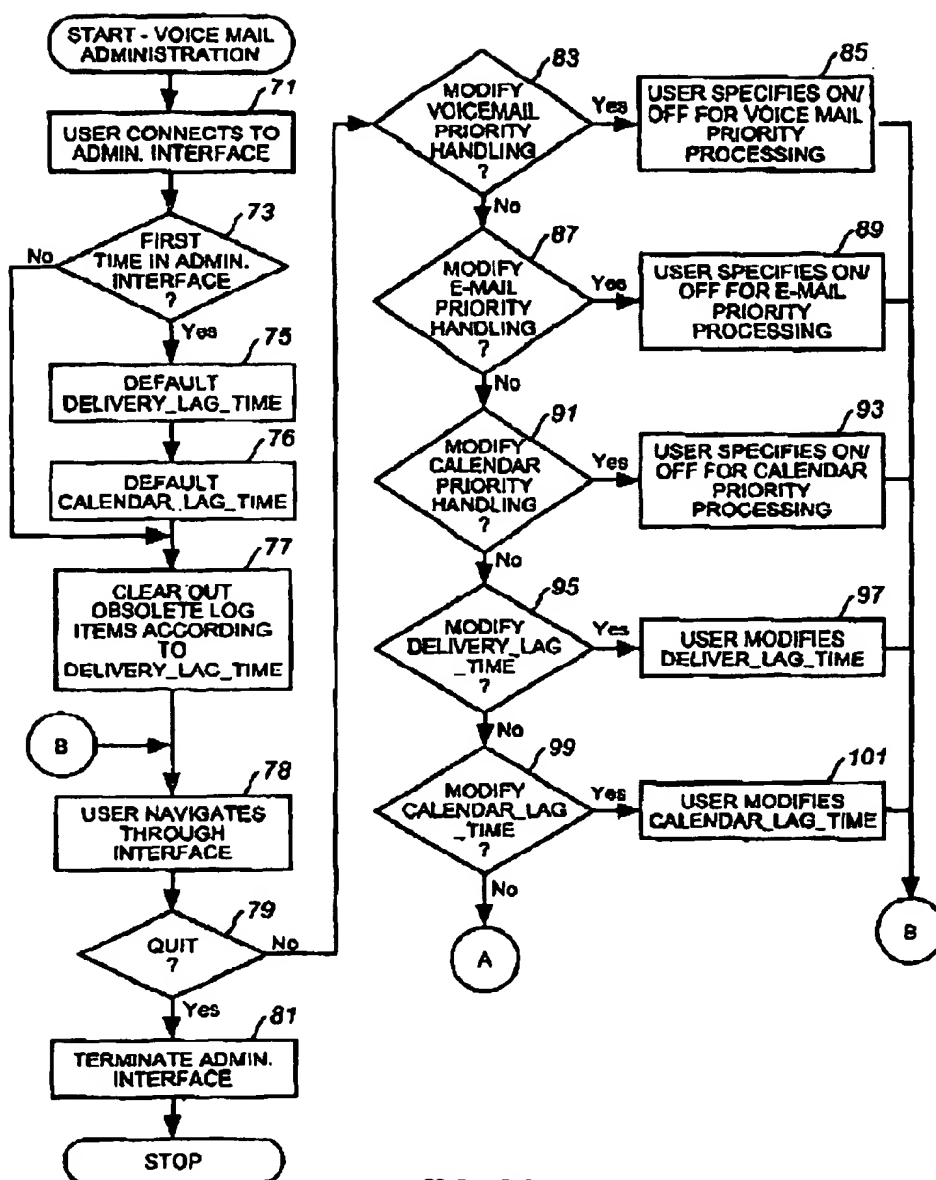 START - VOICE MAIL
ADMINISTRATION
71
USER CONNECTS TO
ADMIN. INTERFACE
73
FIRST
TIME IN ADMIN.
INTERFACE
?
No
Yes
75
DEFAULT
DELIVERY_LAG_TIME
76
DEFAULT
CALENDAR_LAG_TIME
77
CLEAR OUT
OBSOLETE LOG
ITEMS ACCORDING
TO
DELIVERY_LAG_TIME
B
78
USER NAVIGATES
THROUGH
INTERFACE
79
QUIT
?
No
Yes
81
TERMINATE ADMIN.
INTERFACE
STOP
83
MODIFY
VOICEMAIL
PRIORITY
HANDLING
?
Yes
No
85
USER SPECIFIES ON/
OFF FOR VOICE MAIL
PRIORITY
PROCESSING
87
MODIFY
E-MAIL
PRIORITY
HANDLING
?
Yes
No
89
USER SPECIFIES ON/
OFF FOR E-MAIL
PRIORITY
PROCESSING
91
MODIFY
CALENDAR
PRIORITY
HANDLING
?
Yes
No
93
USER SPECIFIES ON/
OFF FOR CALENDAR
PRIORITY
PROCESSING
95
MODIFY
DELIVERY_LAG
_TIME
?
Yes
No
97
USER MODIFIES
DELIVER_LAG_TIME
99
MODIFY
CALENDAR_LAG
_TIME
?
Yes
No
101
USER MODIFIES
CALENDAR_LAG_TIME
A
B